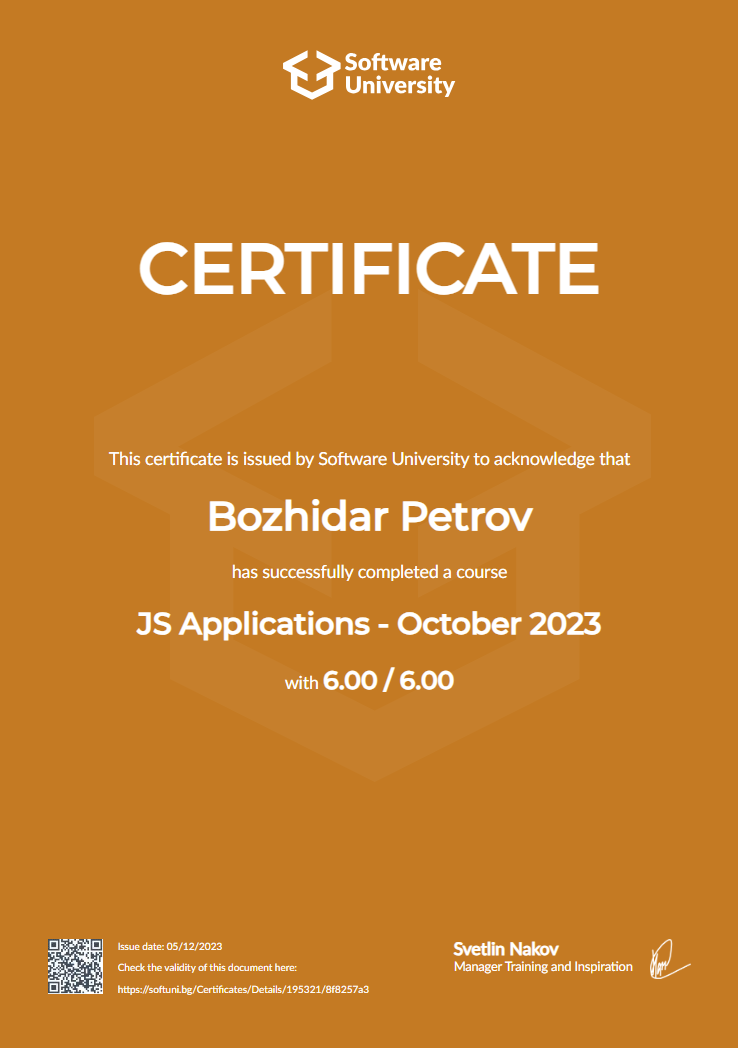 Software
University
CERTIFICATE
This certificate is issued by Software University to acknowledge that
Bozhidar Petrov
has successfully completed a course
JS Applications - October 2023
with 6.00 / 6.00
Issue date: 05/12/2023
Check the validity of this document here:
https://softuni.bg/Certificates/Details/195321/8f8257a3
Svetlin Nakov
Manager Training and Inspiration